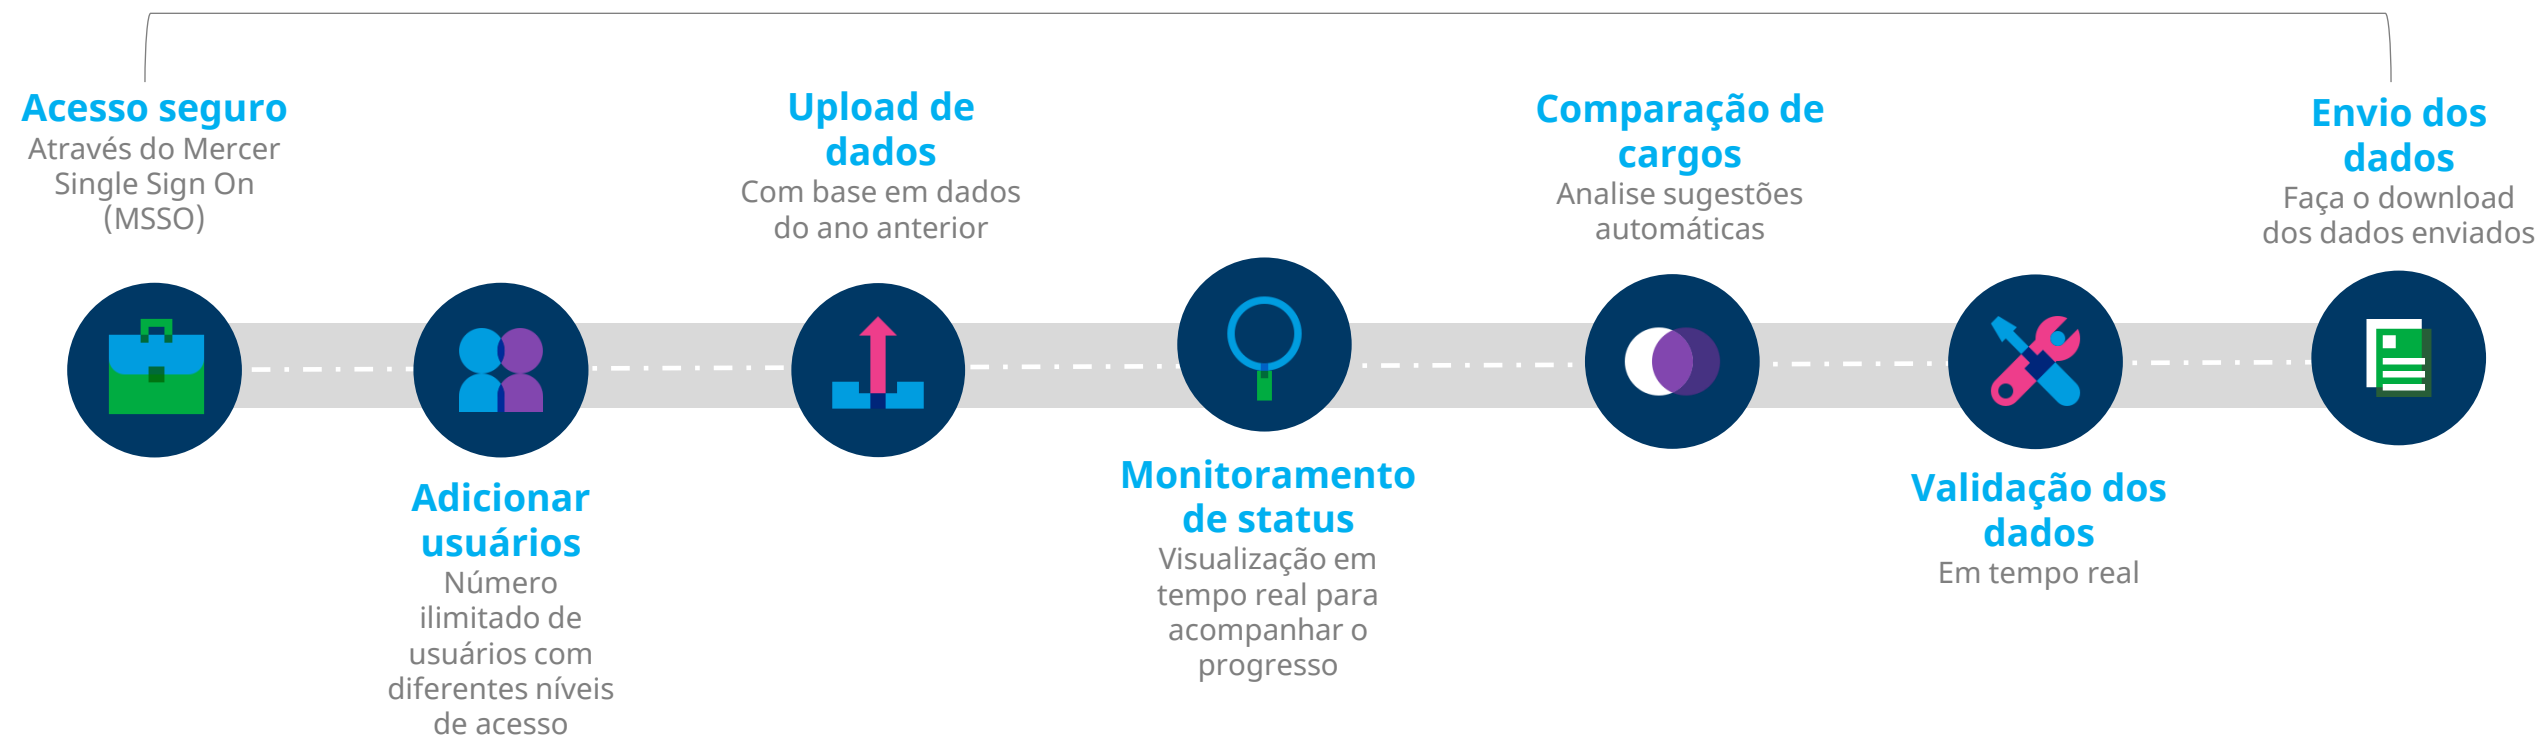 Acesso seguro
Através do Mercer
Single Sign On
(MSSO)
Adicionar
usuários
Número
ilimitado de
usuários com
diferentes níveis
de acesso
Upload de
dados
Com base em dados
do ano anterior
Monitoramento
de status
Visualização em
tempo real para
acompanhar o
progresso
Comparação de
cargos
Analise sugestões
automáticas
Validação dos
dados
Em tempo real
Envio dos
dados
Faça o download
dos dados enviados